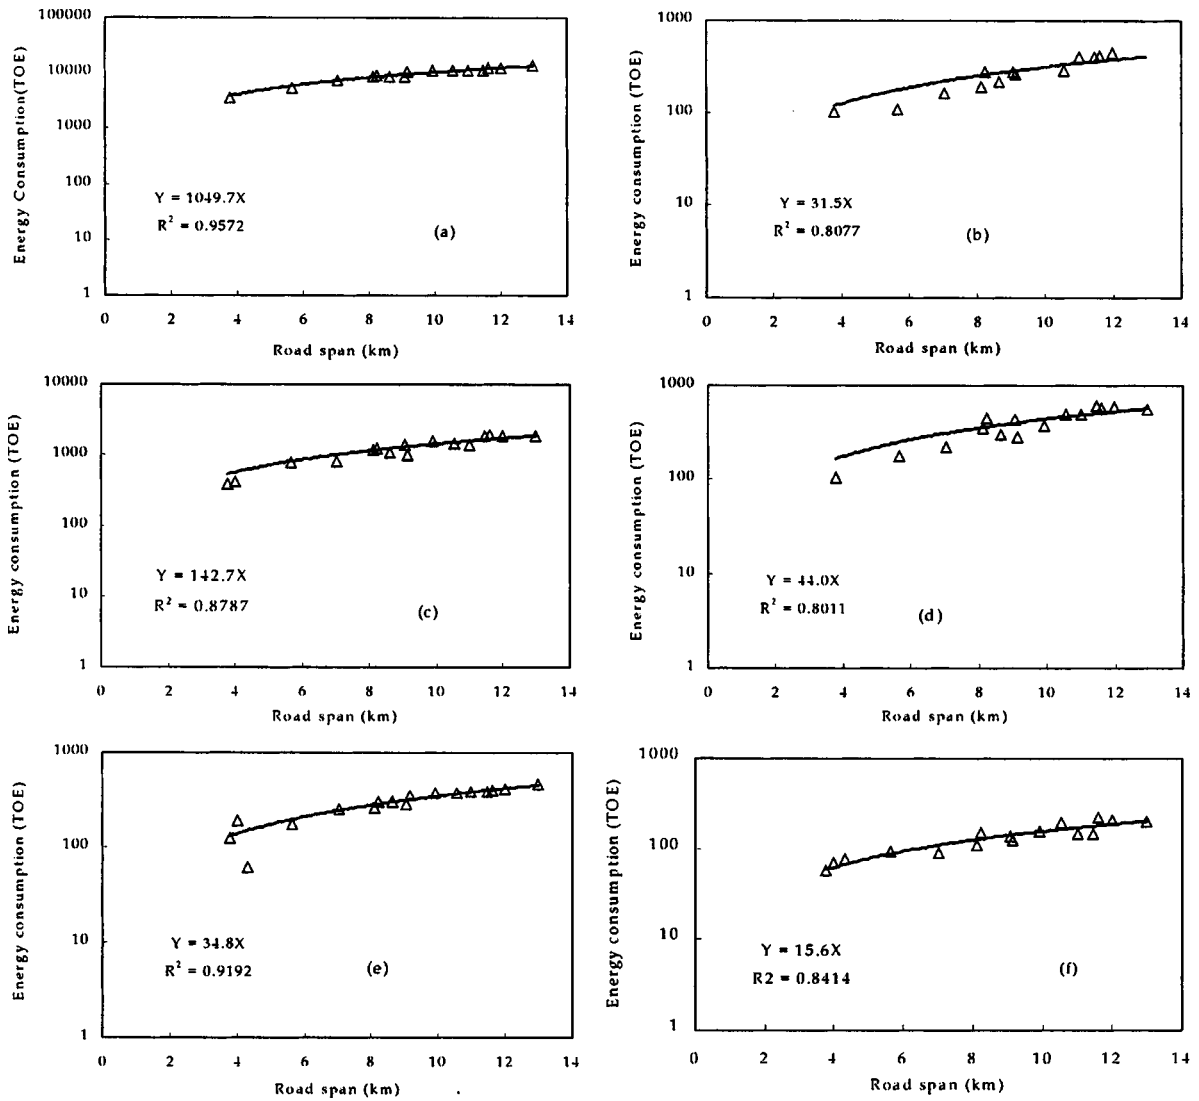 Energy Consumption(TOE)
100000
10000
1000
100
10
1
Y = 1049.7X
R² = 0.9572
(a)
0 2 4 6 8 10 12 14
Road span (km)
Energy consumption (TOE)
1000
100
10
1
Y = 31.5X
R² = 0.8077
(b)
0 2 4 6 8 10 12 14
Road span (km)
Energy consumption (TOE)
10000
1000
100
10
1
Y = 142.7X
R² = 0.8787
(c)
0 2 4 6 8 10 12 14
Road span (km)
Energy consumption (TOE)
1000
100
10
1
Y = 44.0X
R² = 0.8011
(d)
0 2 4 6 8 10 12 14
Road span (km)
Energy consumption (TOE)
1000
100
10
1
Y = 34.8X
R² = 0.9192
(e)
0 2 4 6 8 10 12 14
Road span (km)
Energy consumption (TOE)
1000
100
10
1
Y = 15.6X
R2 = 0.8414
(f)
0 2 4 6 8 10 12 14
Road span (km)